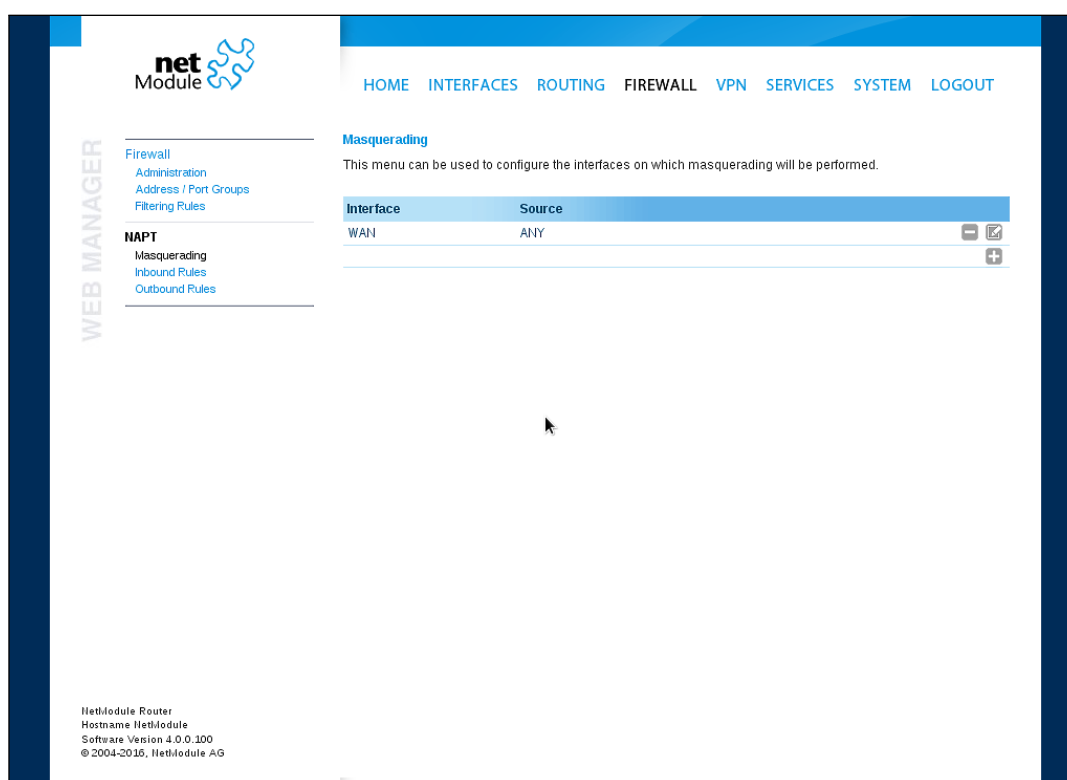 net
Module
HOME INTERFACES ROUTING FIREWALL VPN SERVICES SYSTEM LOGOUT
WEB MANAGER
Firewall
Administration
Address / Port Groups
Filtering Rules
NAPT
Masquerading
Inbound Rules
Outbound Rules
Masquerading
This menu can be used to configure the interfaces on which masquerading will be performed.
Interface Source
WAN ANY
NetModule Router
Hostname NetModule
Software Version 4.0.0.100
© 2004-2016, NetModule AG